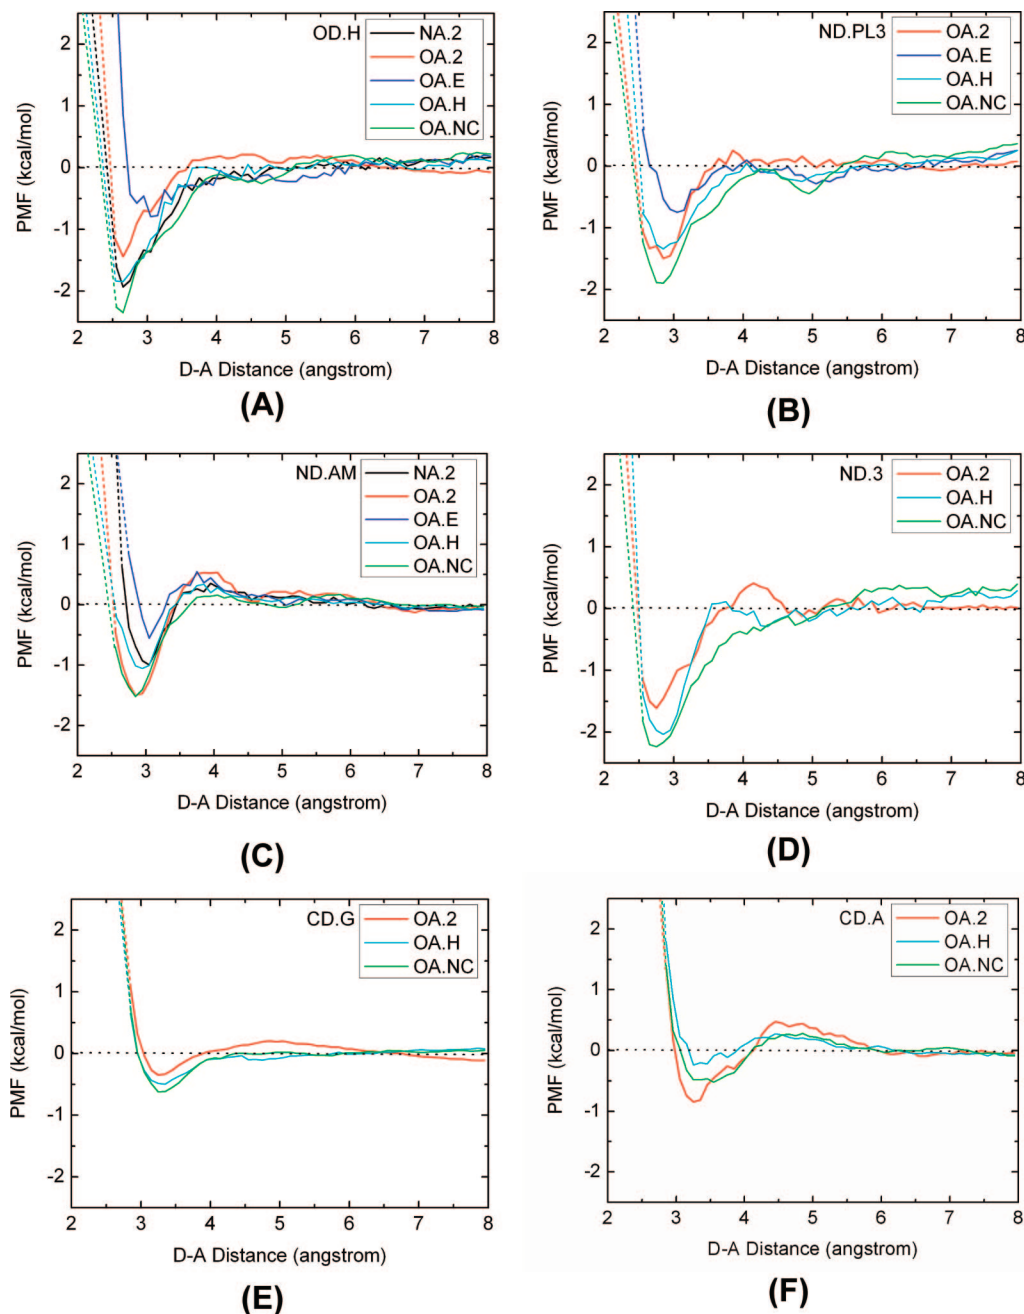 OD.H
NA.2
OA.2
OA.E
OA.H
OA.NC
2
1
0
-1
-2
PMF (kcal/mol)
2 3 4 5 6 7 8
D-A Distance (angstrom)
(A)
ND.PL3
OA.2
OA.E
OA.H
OA.NC
2
1
0
-1
-2
PMF (kcal/mol)
2 3 4 5 6 7 8
D-A Distance (angstrom)
(B)
ND.AM
NA.2
OA.2
OA.E
OA.H
OA.NC
2
1
0
-1
-2
PMF (kcal/mol)
2 3 4 5 6 7 8
D-A Distance (angstrom)
(C)
ND.3
OA.2
OA.H
OA.NC
2
1
0
-1
-2
PMF (kcal/mol)
2 3 4 5 6 7 8
D-A Distance (angstrom)
(D)
CD.G
OA.2
OA.H
OA.NC
2
1
0
-1
-2
PMF (kcal/mol)
2 3 4 5 6 7 8
D-A Distance (angstrom)
(E)
CD.A
OA.2
OA.H
OA.NC
2
1
0
-1
-2
PMF (kcal/mol)
2 3 4 5 6 7 8
D-A Distance (angstrom)
(F)